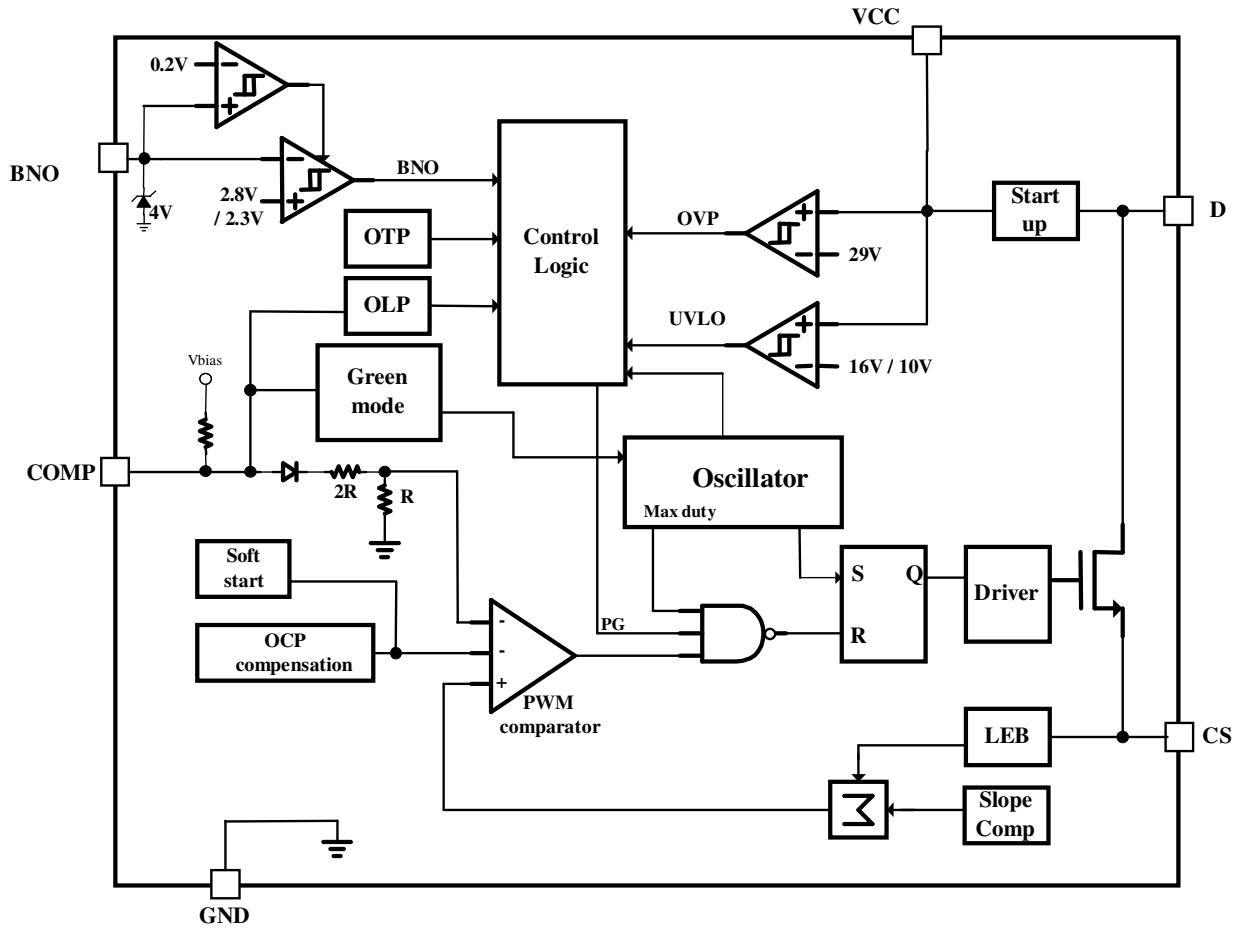 VCC
0.2V
−
+
BNO
−
+
2.8V
/ 2.3V
4V
BNO
OTP
OLP
Control
Logic
OVP
+
−
29V
Start
up
D
UVLO
+
−
16V / 10V
Vbias
Green
mode
COMP
2R
R
Oscillator
Max duty
Soft
start
OCP
compensation
-
-
+
PWM
comparator
PG
S
Q
R
Driver
LEB
CS
Σ
Slope
Comp
GND